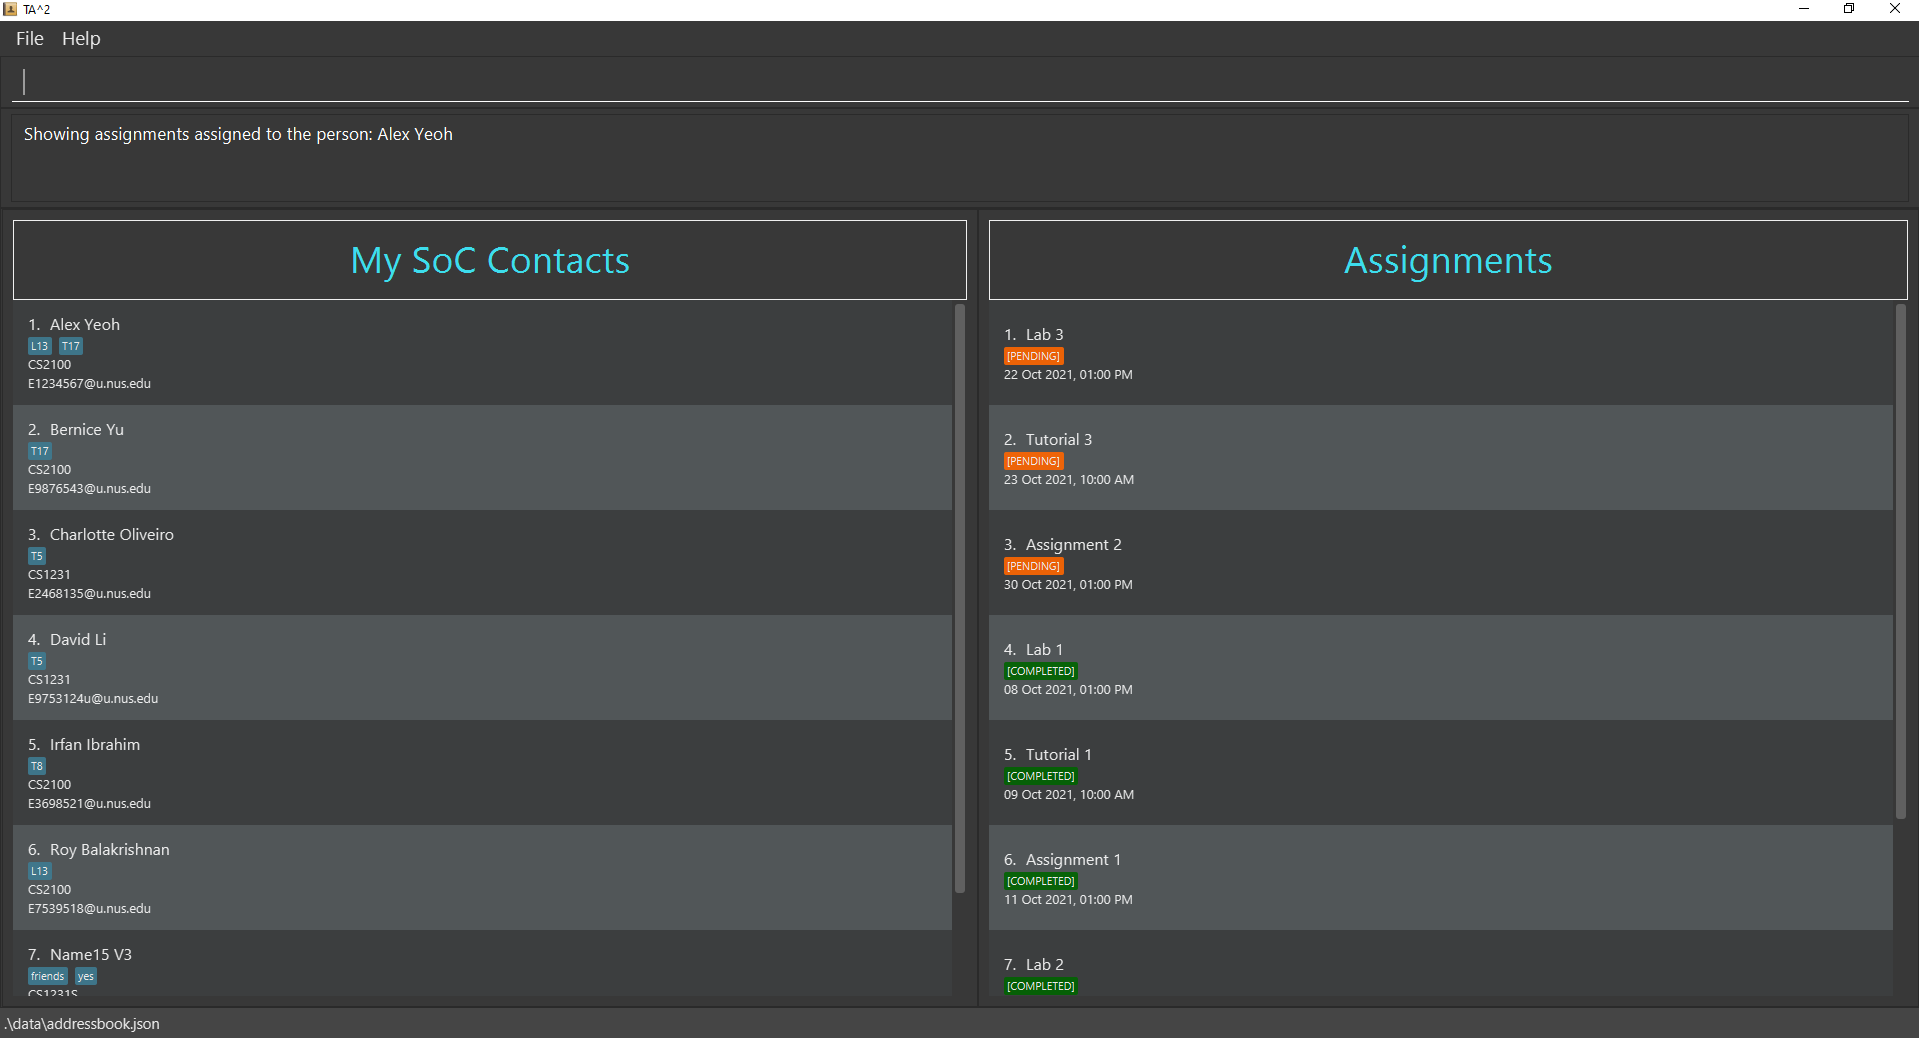 TA^2
File Help
Showing assignments assigned to the person: Alex Yeoh
My SoC Contacts
1. Alex Yeoh
L13 T17
CS2100
E1234567@u.nus.edu
2. Bernice Yu
T17
CS2100
E9876543@u.nus.edu
3. Charlotte Oliveiro
T5
CS1231
E2468135@u.nus.edu
4. David Li
T5
CS1231
E9753124u@u.nus.edu
5. Irfan Ibrahim
T8
CS2100
E3698521@u.nus.edu
6. Roy Balakrishnan
L13
CS2100
E7539518@u.nus.edu
7. Name15 V3
friends yes
CS1231S
Assignments
1. Lab 3
[PENDING]
22 Oct 2021, 01:00 PM
2. Tutorial 3
[PENDING]
23 Oct 2021, 10:00 AM
3. Assignment 2
[PENDING]
30 Oct 2021, 01:00 PM
4. Lab 1
[COMPLETED]
08 Oct 2021, 01:00 PM
5. Tutorial 1
[COMPLETED]
09 Oct 2021, 10:00 AM
6. Assignment 1
[COMPLETED]
11 Oct 2021, 01:00 PM
7. Lab 2
[COMPLETED]
.\data\addressbook.json